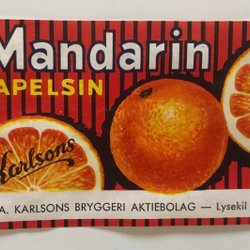 Mandarin
APELSIN
Karlsons
A. KARLSONS BRYGGERI AKTIEBOLAG — Lysekil